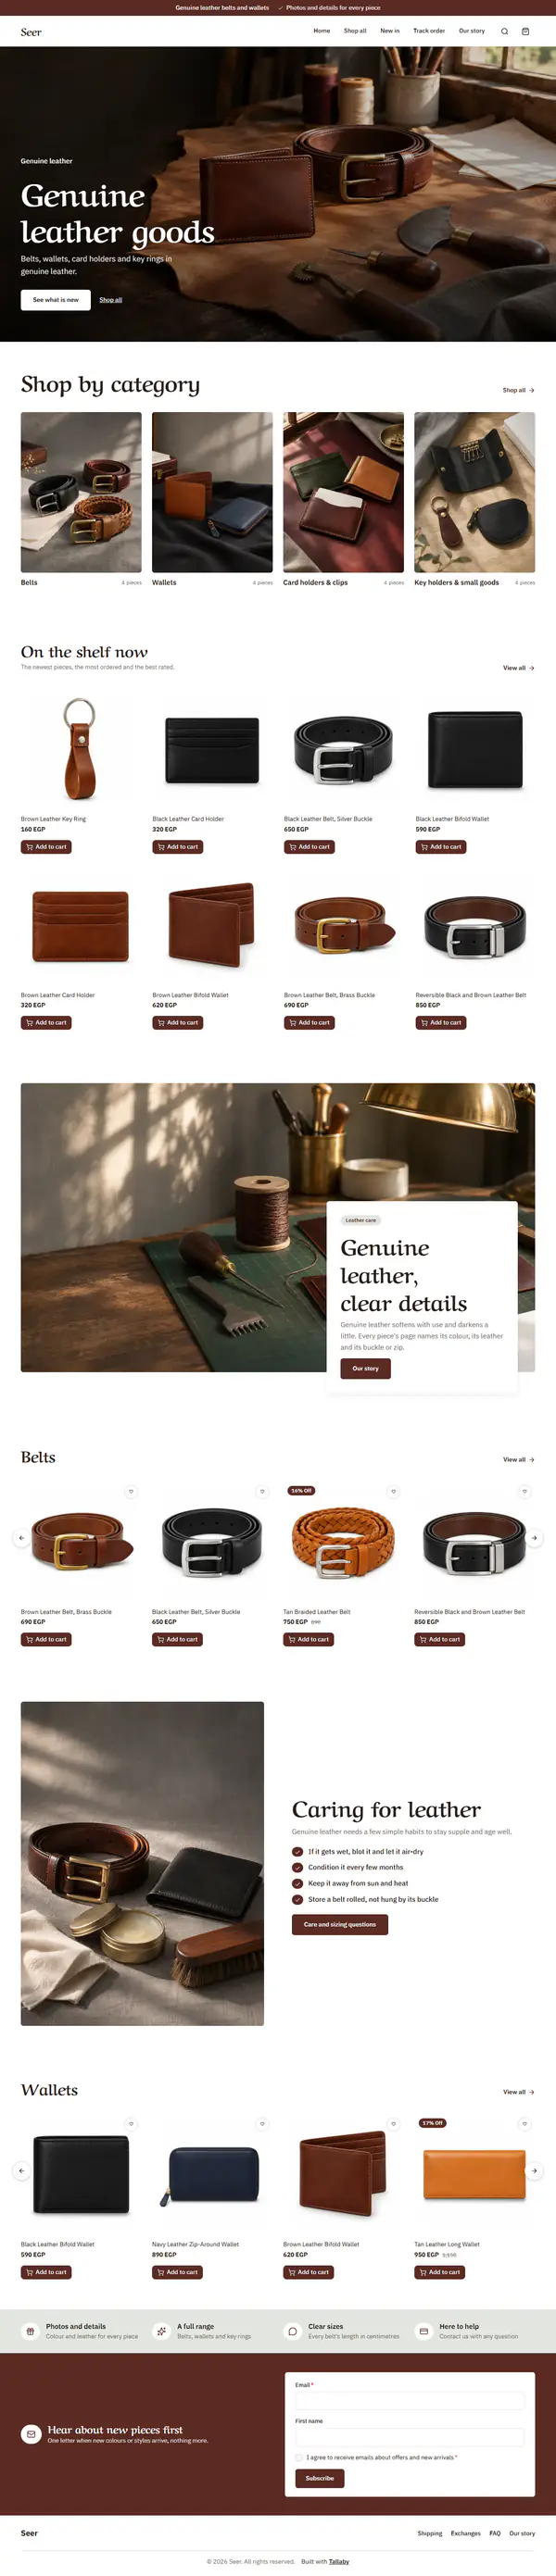 Genuine leather belts and wallets ✓ Photos and details for every piece
Seer
Home Shop all New in Track order Our story
Genuine leather
Genuine
leather goods
Belts, wallets, card holders and key rings in
genuine leather.
See what is new Shop all
Shop by category
Shop all →
Belts 4 pieces
Wallets 4 pieces
Card holders & clips 4 pieces
Key holders & small goods 4 pieces
On the shelf now
The newest pieces, the most ordered and the best rated.
View all →
Brown Leather Key Ring
160 EGP
Add to cart
Black Leather Card Holder
320 EGP
Add to cart
Black Leather Belt, Silver Buckle
650 EGP
Add to cart
Black Leather Bifold Wallet
590 EGP
Add to cart
Brown Leather Card Holder
320 EGP
Add to cart
Brown Leather Bifold Wallet
620 EGP
Add to cart
Brown Leather Belt, Brass Buckle
690 EGP
Add to cart
Reversible Black and Brown Leather Belt
850 EGP
Add to cart
Leather care
Genuine
leather,
clear details
Genuine leather softens with use and darkens a
little. Every piece's page names its colour, its leather
and its buckle or zip.
Our story
Belts
View all →
Brown Leather Belt, Brass Buckle
690 EGP
Add to cart
Black Leather Belt, Silver Buckle
650 EGP
Add to cart
16% Off
Tan Braided Leather Belt
750 EGP
Add to cart
Reversible Black and Brown Leather Belt
850 EGP
Add to cart
Caring for leather
Genuine leather needs a few simple habits to stay supple and age well.
If it gets wet, blot it and let it air-dry
Condition it every few months
Keep it away from sun and heat
Store a belt rolled, not hung by its buckle
Care and sizing questions
Wallets
View all →
Black Leather Bifold Wallet
590 EGP
Add to cart
Navy Leather Zip-Around Wallet
890 EGP
Add to cart
Brown Leather Bifold Wallet
620 EGP
Add to cart
17% Off
Tan Leather Long Wallet
950 EGP
Add to cart
Photos and details
Colour and leather for every piece
A full range
Belts, wallets and key rings
Clear sizes
Every belt's length in centimetres
Here to help
Contact us with any question
Hear about new pieces first
One letter when new colours or styles arrive, nothing more.
Email *
First name
I agree to receive emails about offers and new arrivals *
Subscribe
Seer
Shipping Exchanges FAQ Our story
© 2026 Seer. All rights reserved. Built with Tallaby